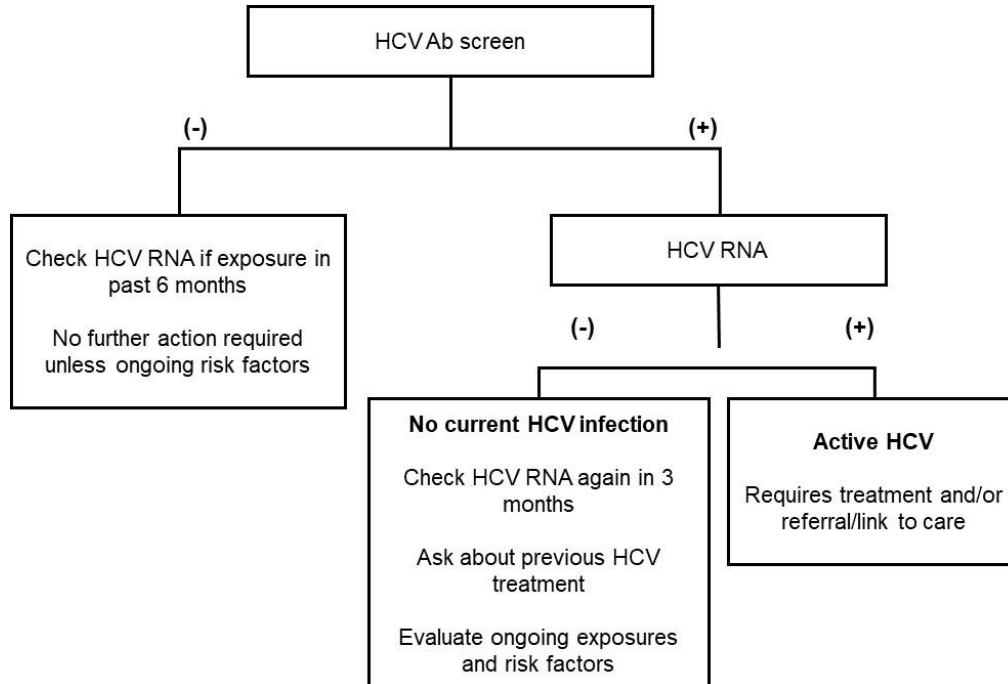 HCV Ab screen
(-)
(+)
Check HCV RNA if exposure in
past 6 months
No further action required
unless ongoing risk factors
HCV RNA
(-)
(+)
No current HCV infection
Check HCV RNA again in 3
months
Ask about previous HCV
treatment
Evaluate ongoing exposures
and risk factors
Active HCV
Requires treatment and/or
referral/link to care